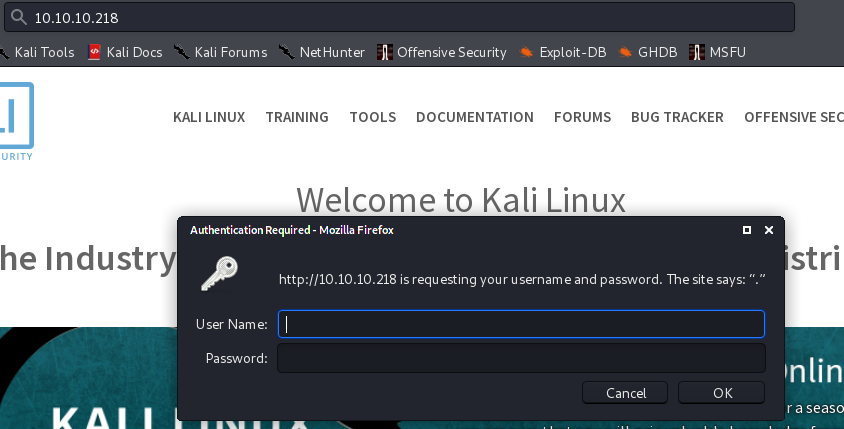 10.10.10.218
Kali Tools Kali Docs Kali Forums NetHunter Offensive Security Exploit-DB GHDB MSFU
LI
URITY
KALI LINUX TRAINING TOOLS DOCUMENTATION FORUMS BUG TRACKER OFFENSIVE SEC
Welcome to Kali Linux
he Industry
istri
Authentication Required - Mozilla Firefox
http://10.10.10.218 is requesting your username and password. The site says: “.”
User Name:
Password:
Cancel OK
nlin
r a seaso
KALI LINUX